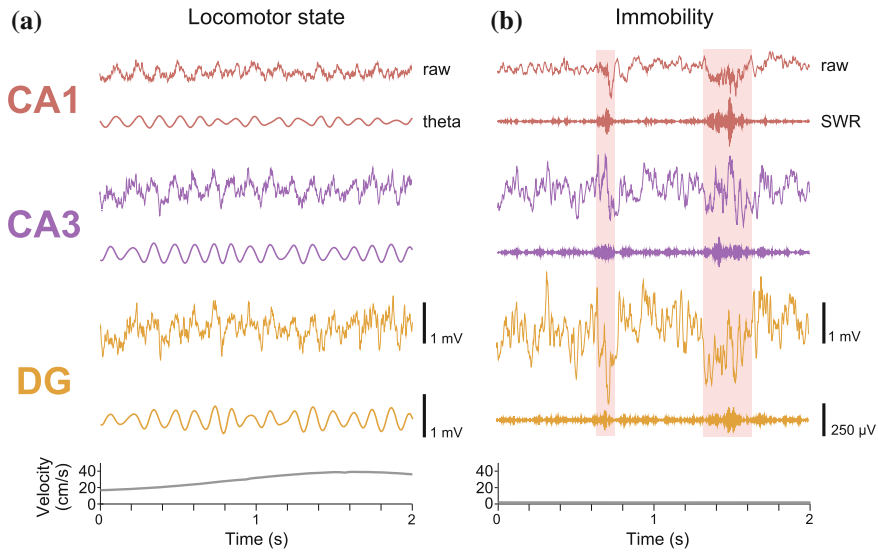 (a) Locomotor state
(b) Immobility
CA1
raw
theta
raw
SWR
CA3
DG
1 mV
1 mV
1 mV
250 µV
Velocity
(cm/s)
40
20
0
0 1 2
Time (s)
40
20
0
0 1 2
Time (s)